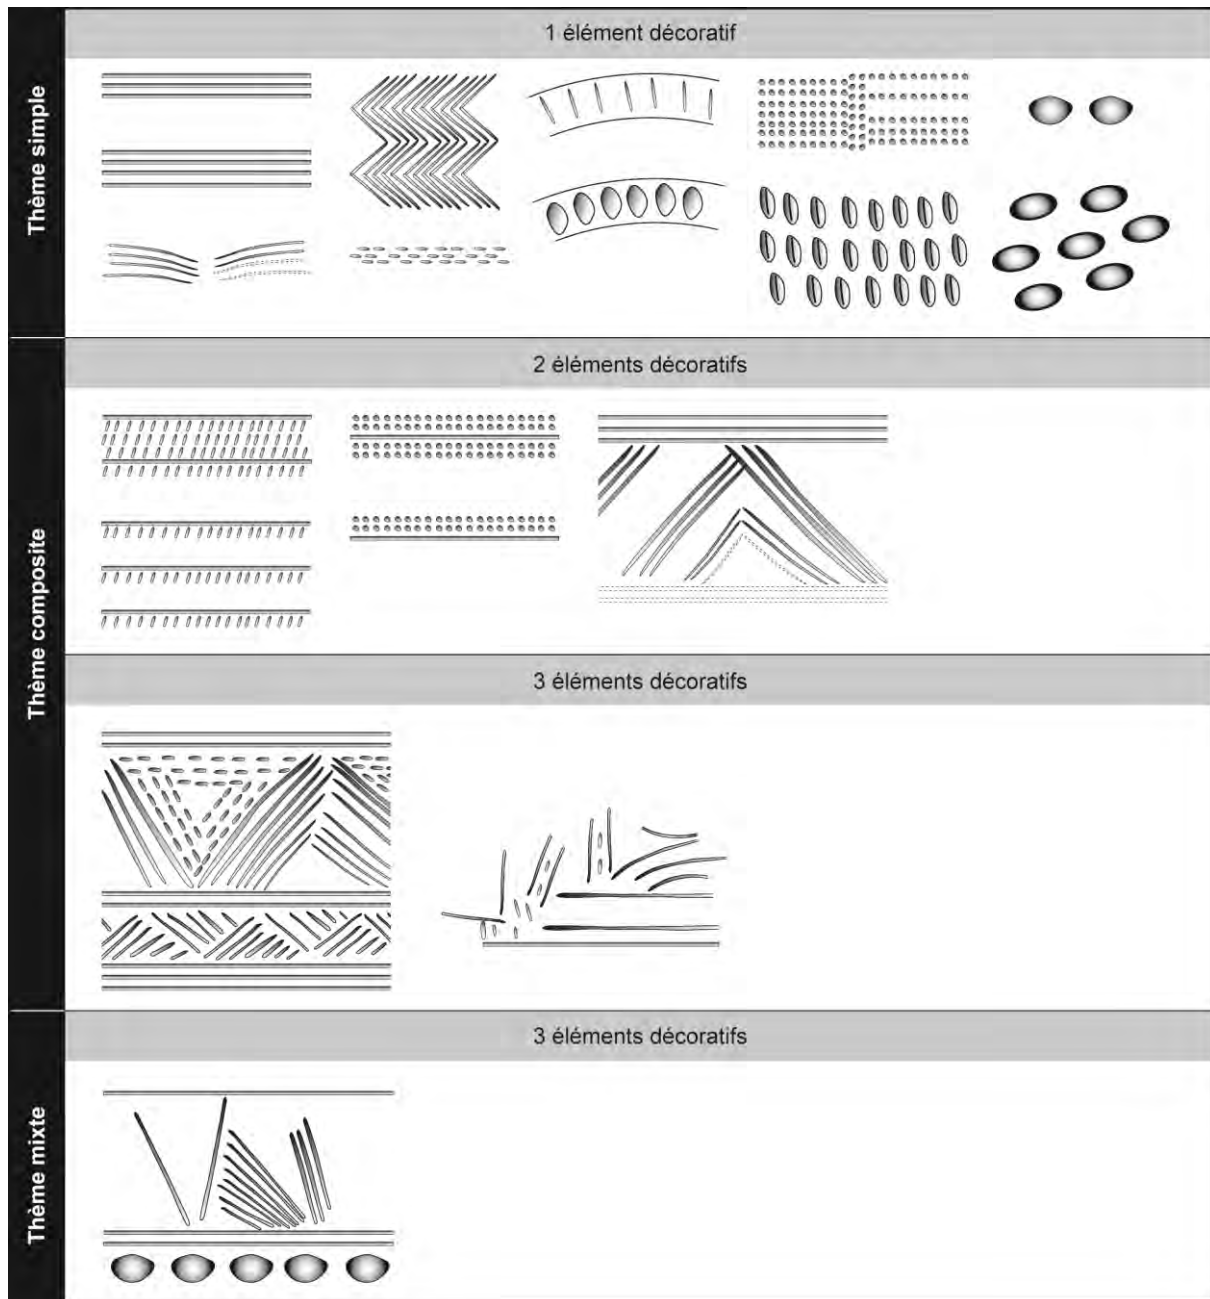 1 élément décoratif
Thème simple
2 éléments décoratifs
Thème composite
3 éléments décoratifs
3 éléments décoratifs
Thème mixte